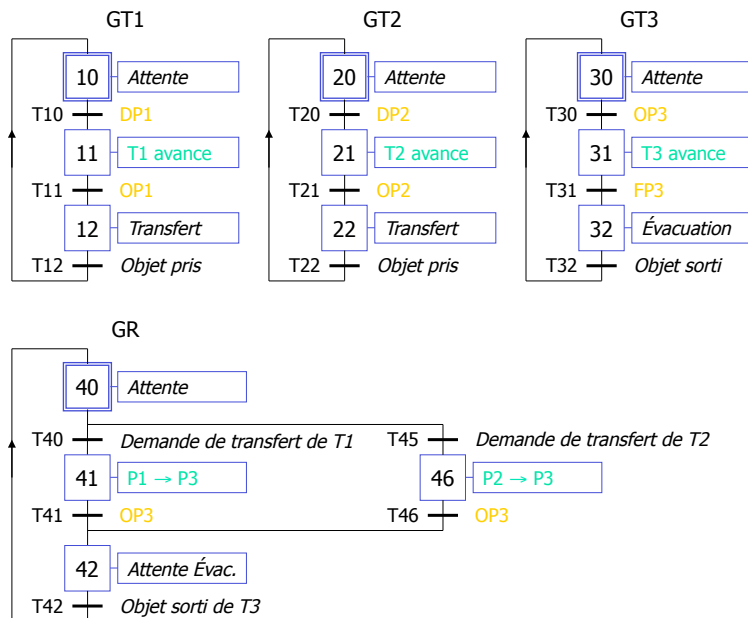 GT1 GT2 GT3
10 Attente 20 Attente 30 Attente
T10 DP1 T20 DP2 T30 OP3
11 T1 avance 21 T2 avance 31 T3 avance
T11 OP1 T21 OP2 T31 FP3
12 Transfert 22 Transfert 32 Évacuation
T12 Objet pris T22 Objet pris T32 Objet sorti
GR
40 Attente
T40 Demande de transfert de T1 T45 Demande de transfert de T2
41 P1 → P3 46 P2 → P3
T41 OP3 T46 OP3
42 Attente Évac.
T42 Objet sorti de T3